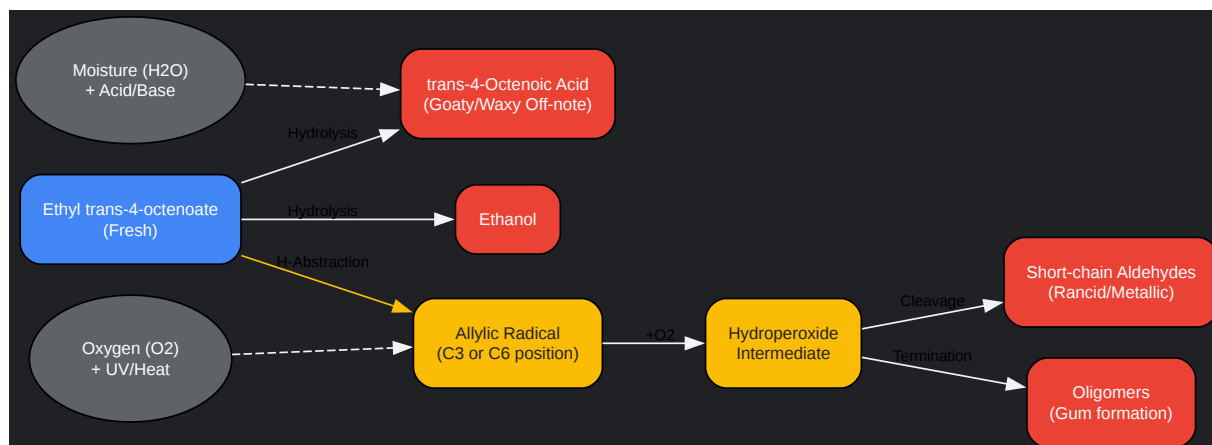 Moisture (H2O)
+ Acid/Base
trans-4-Octenoic Acid
(Goaty/Waxy Off-note)
Hydrolysis
Ethyl trans-4-octenoate
(Fresh)
Hydrolysis
Ethanol
H-Abstraction
Oxygen (O2)
+ UV/Heat
Allylic Radical
(C3 or C6 position)
+O2
Hydroperoxide
Intermediate
Cleavage
Short-chain Aldehydes
(Rancid/Metallic)
Termination
Oligomers
(Gum formation)